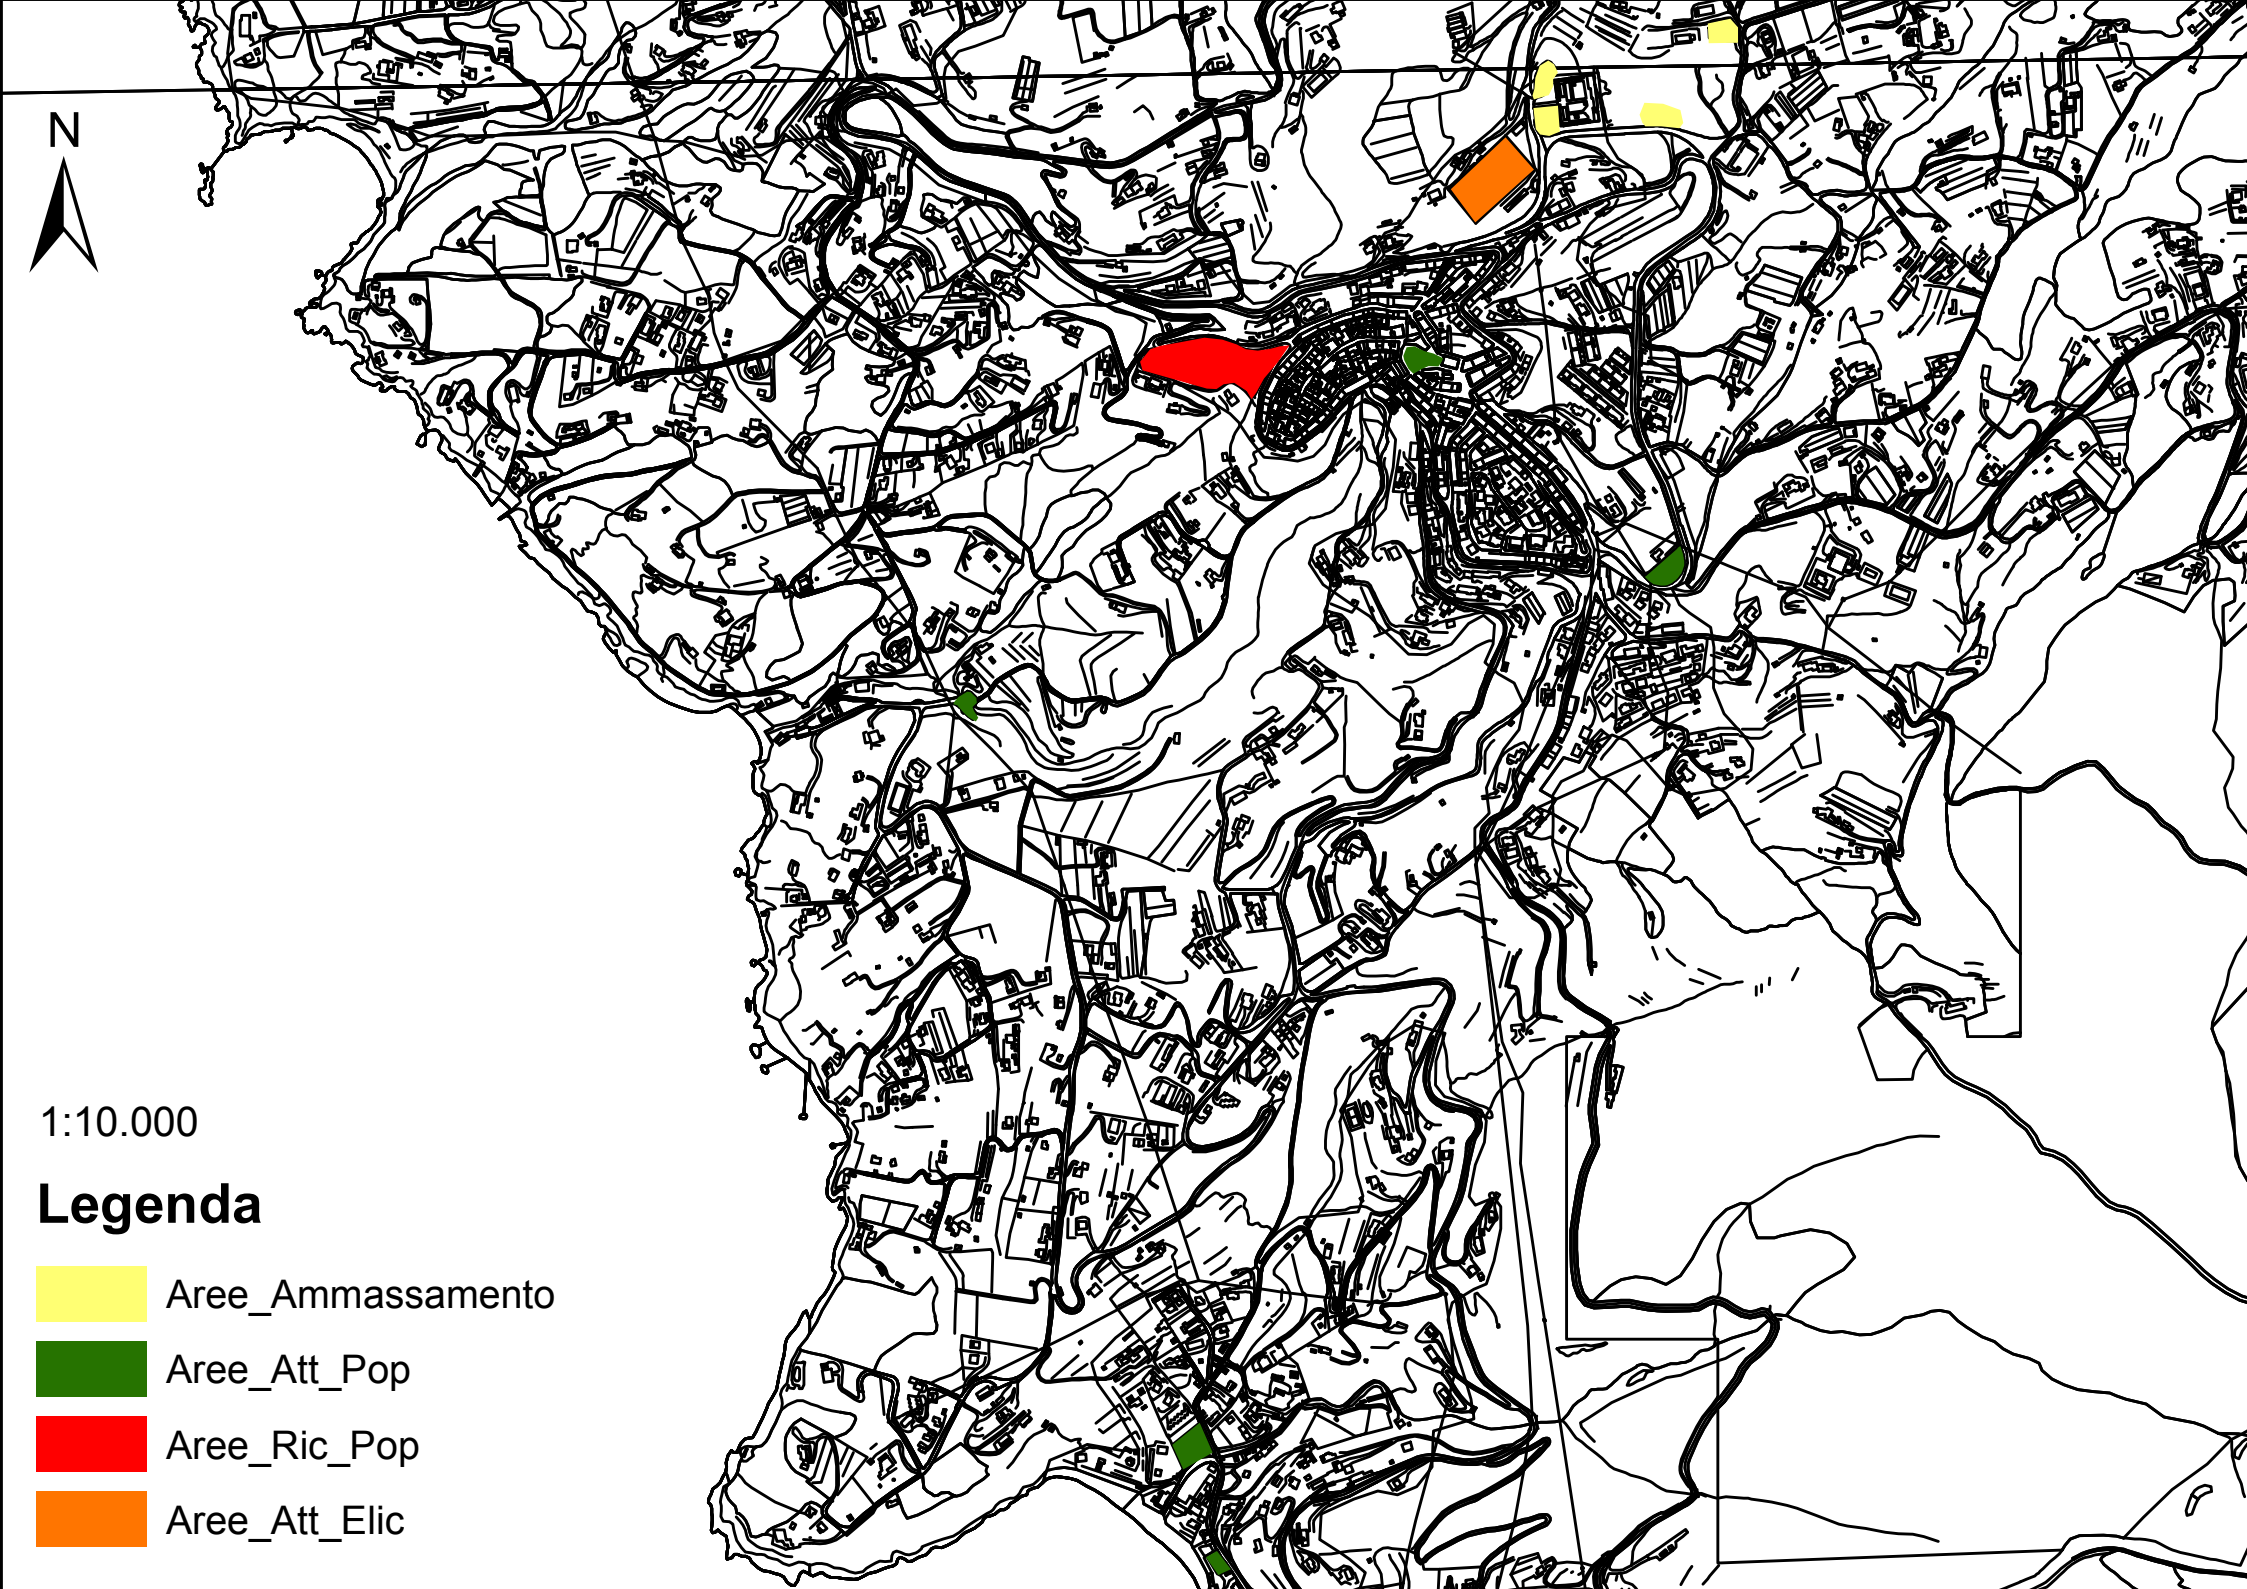 N
1:10.000
Legenda
Aree_Ammassamento
Aree_Att_Pop
Aree_Ric_Pop
Aree_Att_Elic